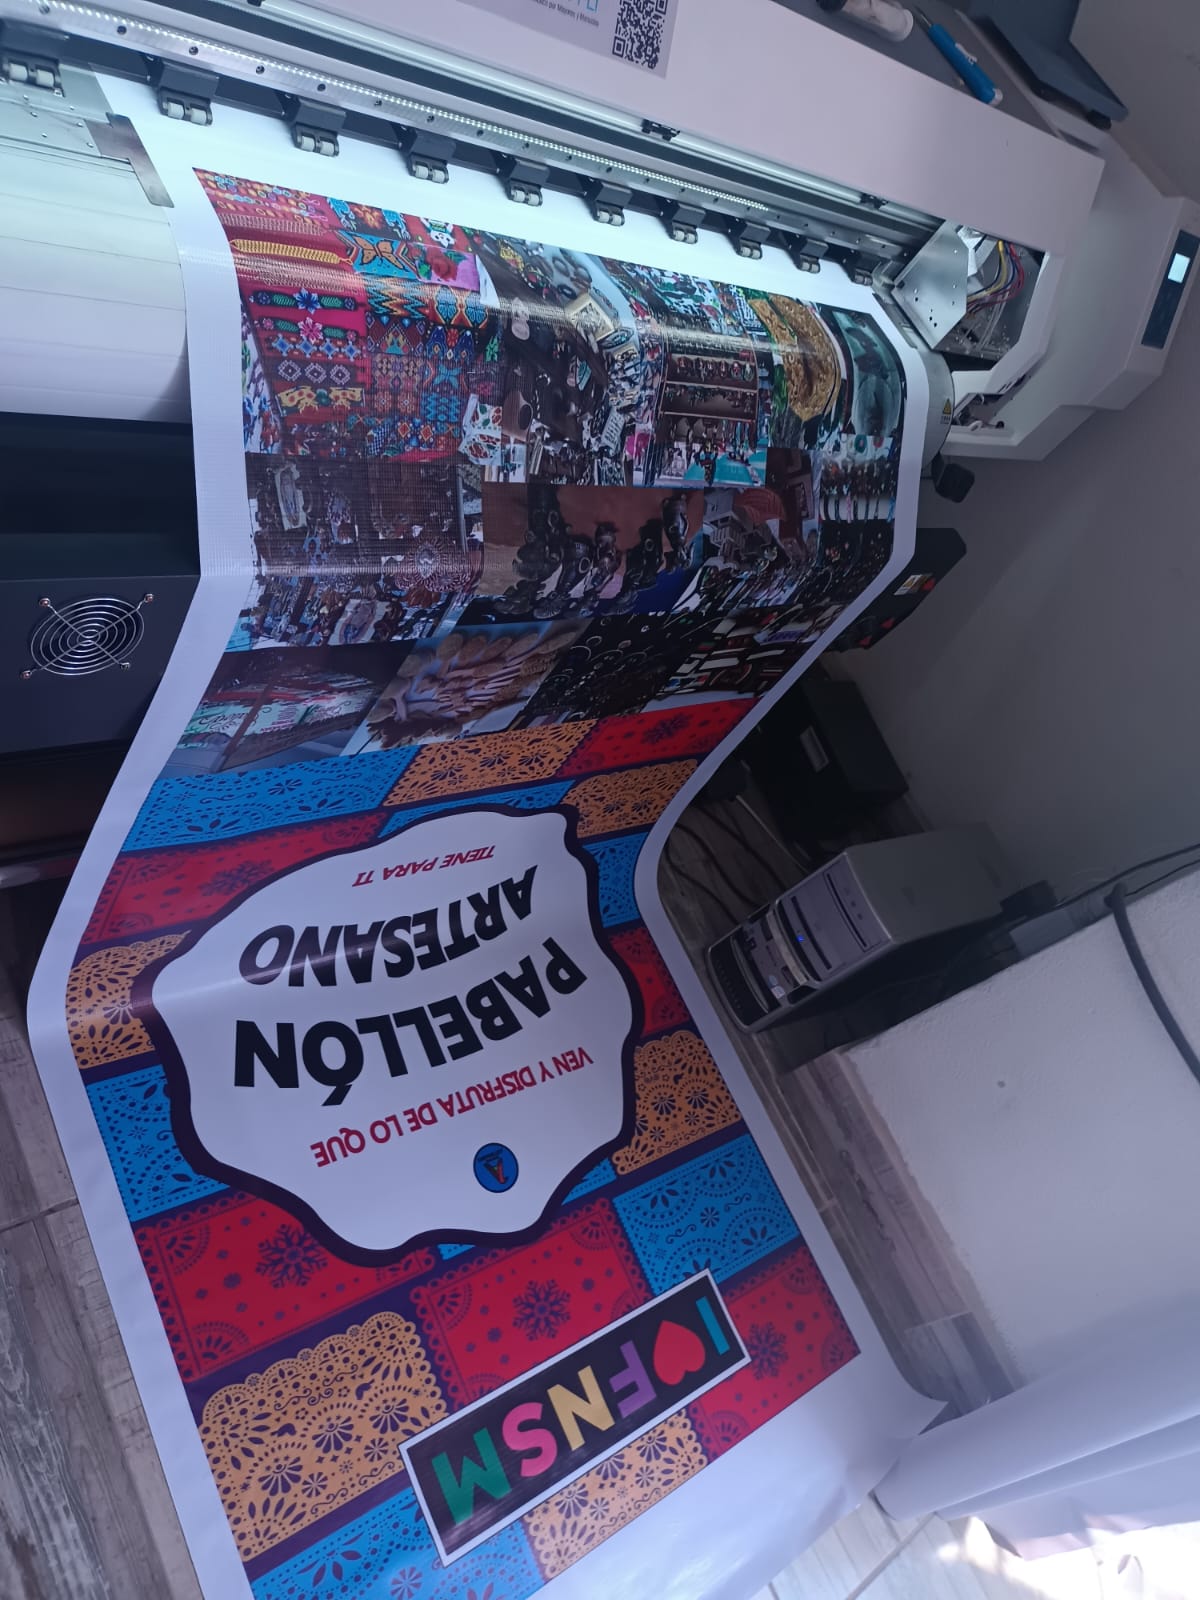 I ♥ FNSM
VEN Y DISFRUTA DE LO QUE
PABELLÓN
ARTESANO
TIENE PARA TI